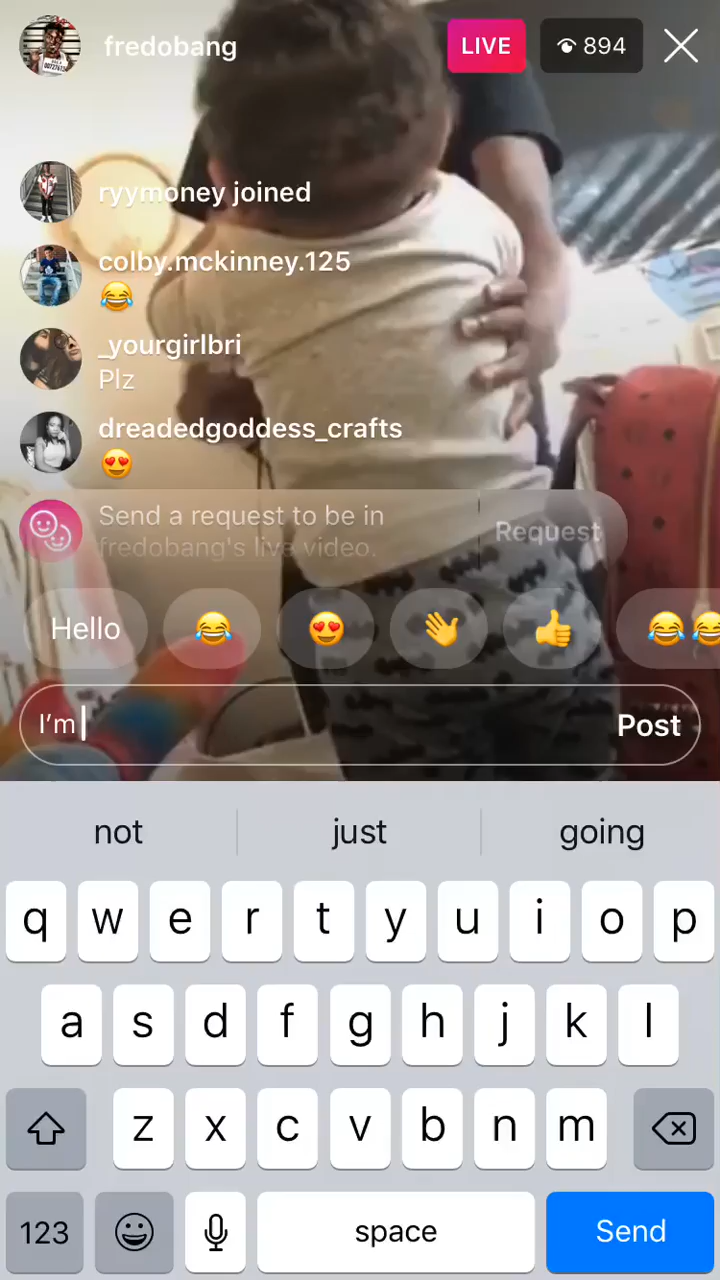 fredobang
LIVE
894
ryymoney joined
colby.mckinney.125
😂
_yourgirlbri
Plz
dreadedgoddess_crafts
😍
Send a request to be in
fredobang's live video.
Request
Hello 😂 😍 👋 👍 😂😂
I'm
Post
not just going
q w e r t y u i o p
a s d f g h j k l
z x c v b n m
123 space Send